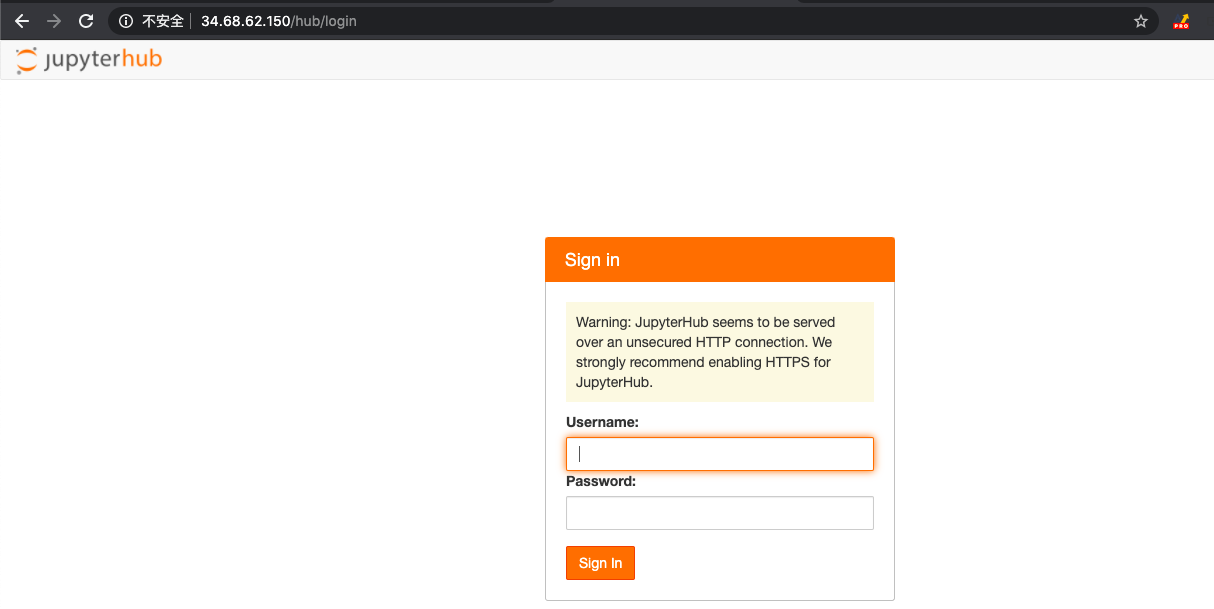 不安全 34.68.62.150/hub/login
PRO
jupyterhub
Sign in
Warning: JupyterHub seems to be served
over an unsecured HTTP connection. We
strongly recommend enabling HTTPS for
JupyterHub.
Username:
Password:
Sign In